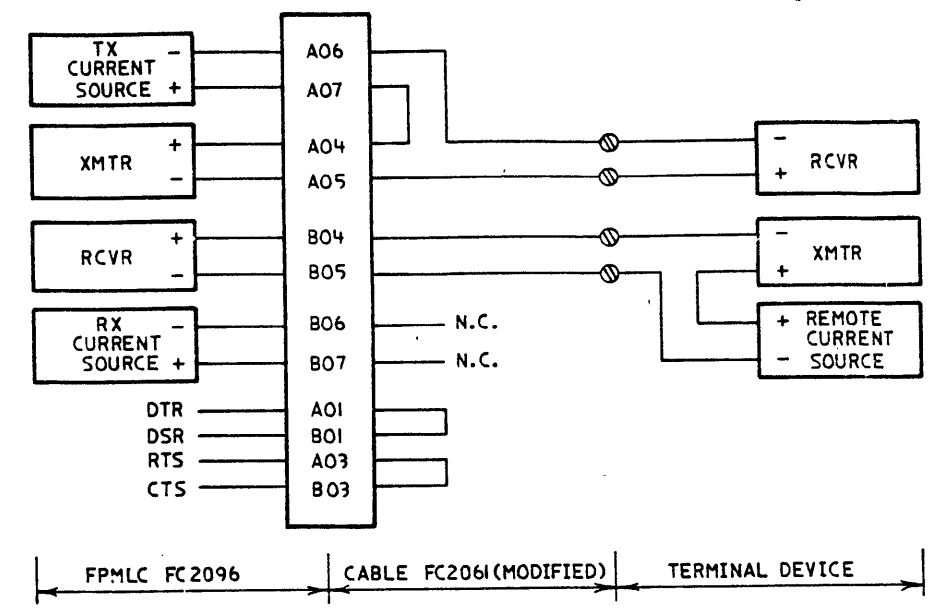 TX
CURRENT
SOURCE
-
+
XMTR
+
-
RCVR
+
-
RX
CURRENT
SOURCE
-
+
DTR
DSR
RTS
CTS
A06
A07
A04
A05
B04
B05
B06
B07
A01
B01
A03
B03
N.C.
N.C.
-
+
RCVR
-
+
XMTR
+ REMOTE
CURRENT
- SOURCE
FPMLC FC2096
CABLE FC2061(MODIFIED)
TERMINAL DEVICE